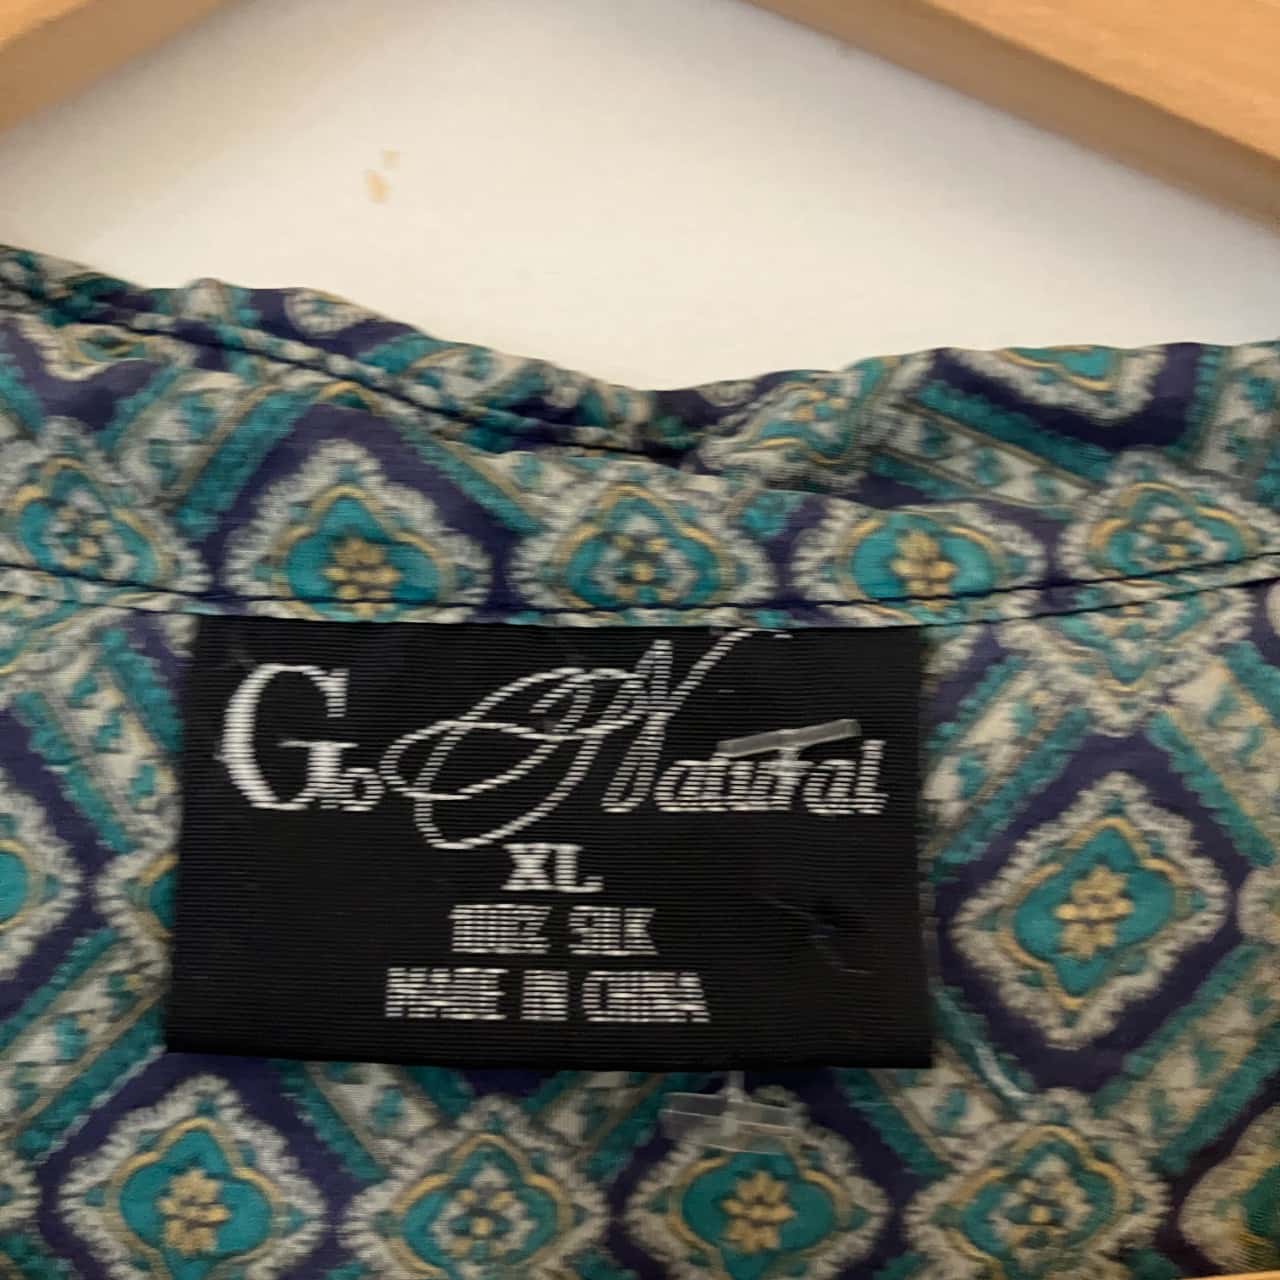 Go Natural
XL
100% SILK
MADE IN CHINA